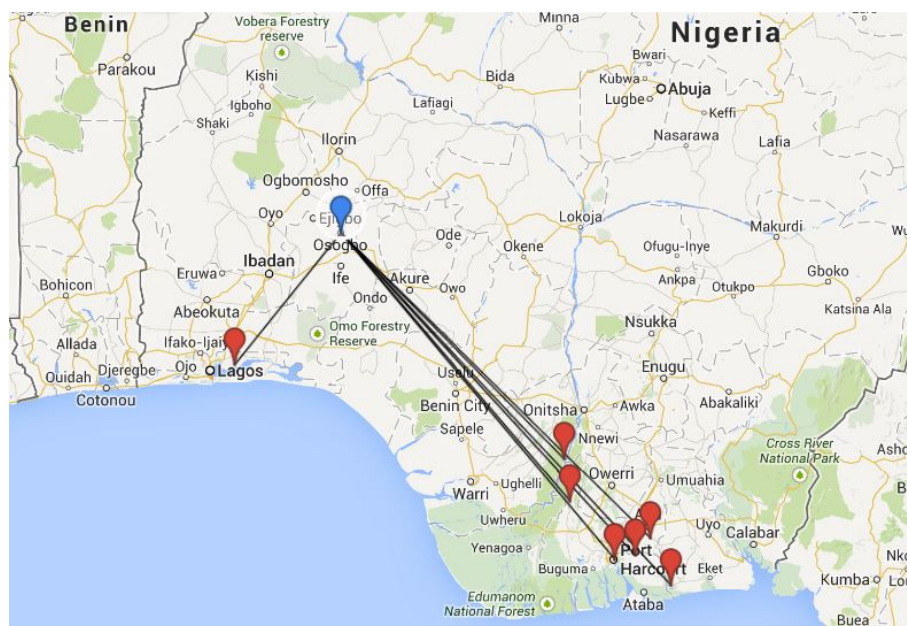 Benin
Vobera Forestry
reserve
Minna
Nigeria
Bwari
Parakou
Kishi
Bida
Kubwa
Abuja
Lugbe
Igboho
Lafiagi
Keffi
Shaki
Nasarawa
Ilorin
Lafia
Ogbomosho
Offa
Oyo
Lokoja
Makurdi
Osogbo
Ode
Okene
Ofugu-Inye
Ibadan
Eruwa
Ife
Akure
Ankpa
Gboko
Bohicon
Owo
Otukpo
Abeokuta
Ondo
Katsina Ala
Nsukka
Omo Forestry
Reserve
Allada
Ifako-Ijaiy
Enugu
Ouidah
Djeregbe
Ojo
Lagos
Uselu
Cotonou
Benin City
Onitsha
Awka
Abakaliki
Sapele
Nnewi
Cross River
National Park
Owerri
Umuahia
Warri
Ughelli
Uwheru
Uyo
Calabar
Yenagoa
Port
Harcourt
Buguma
Eket
Kumba
Edumanom
National Forest
Ataba
Buea